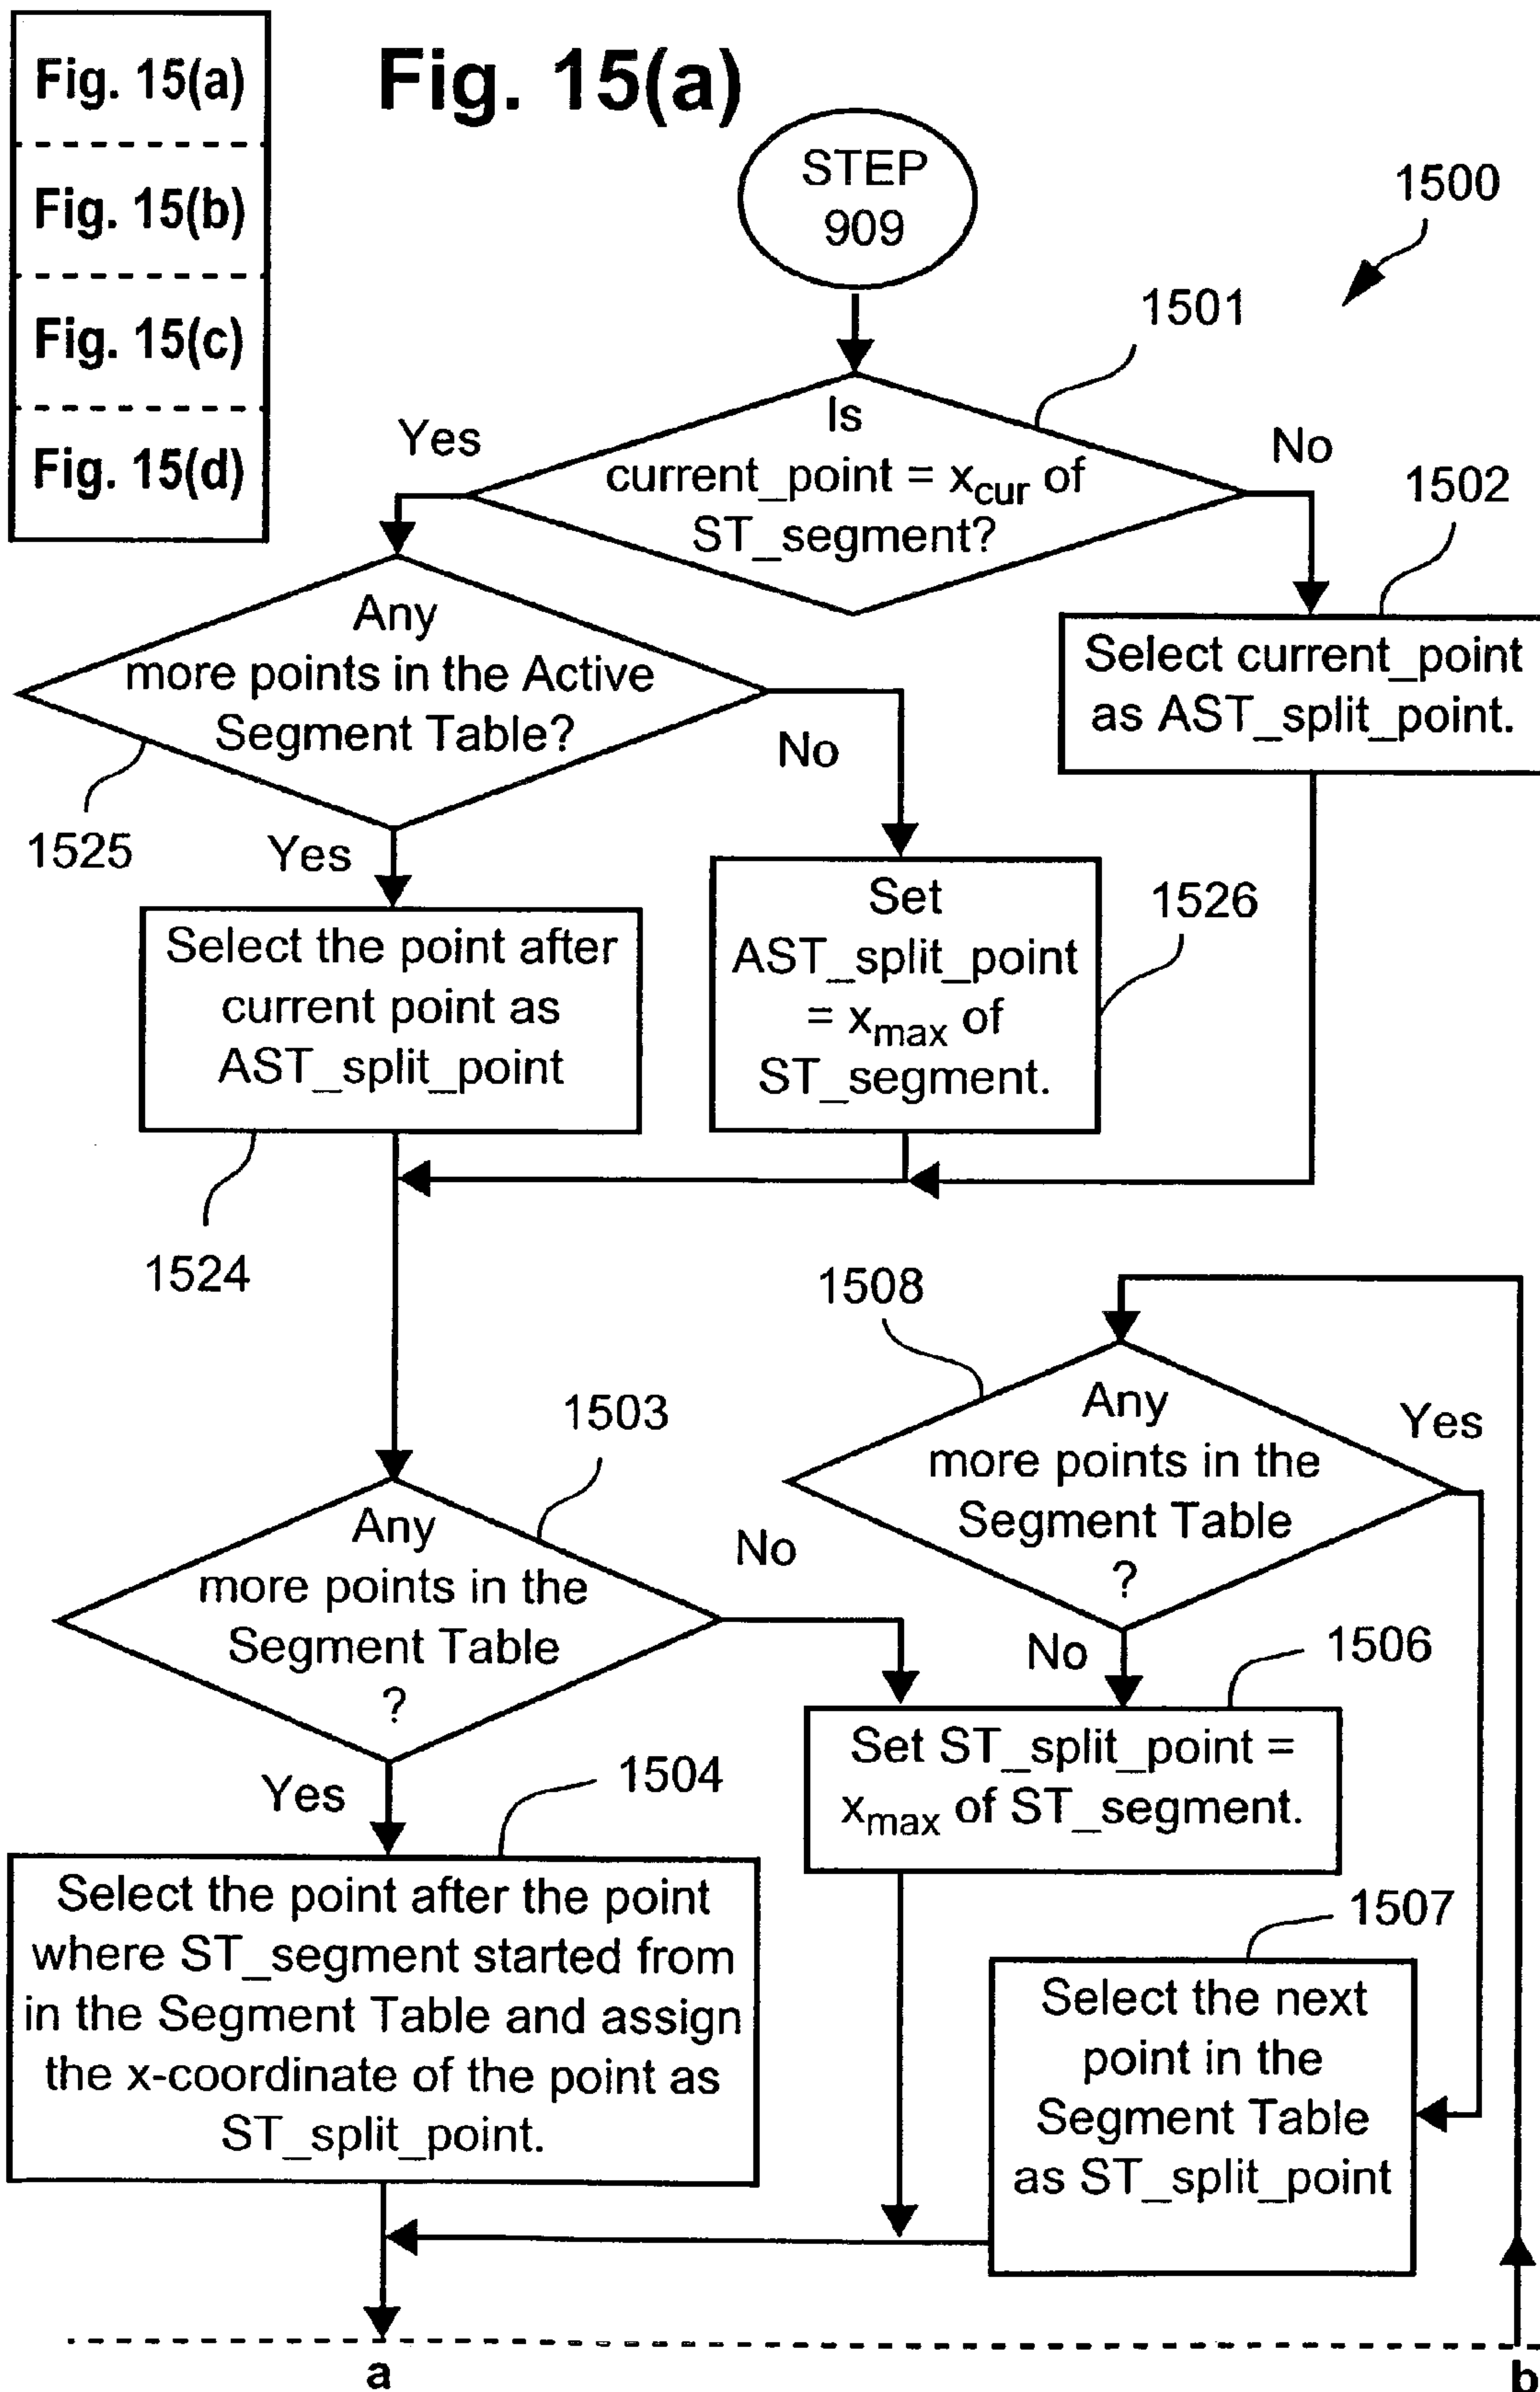 Fig. 15(a)
Fig. 15(b)
Fig. 15(c)
Fig. 15(d)
Fig. 15(a)
STEP
909
1500
1501
Is
current_point = xcur of
ST_segment?
Yes
No
1502
Select current_point
as AST_split_point.
Any
more points in the Active
Segment Table?
No
1525
Yes
Select the point after
current point as
AST_split_point
1524
Set
AST_split_point
= xmax of
ST_segment.
1526
1508
Any
more points in the
Segment Table
?
Yes
No
1503
Any
more points in the
Segment Table
?
No
Yes
1506
Set ST_split_point =
xmax of ST_segment.
1504
Select the point after the point
where ST_segment started from
in the Segment Table and assign
the x-coordinate of the point as
ST_split_point.
1507
Select the next
point in the
Segment Table
as ST_split_point
a
b